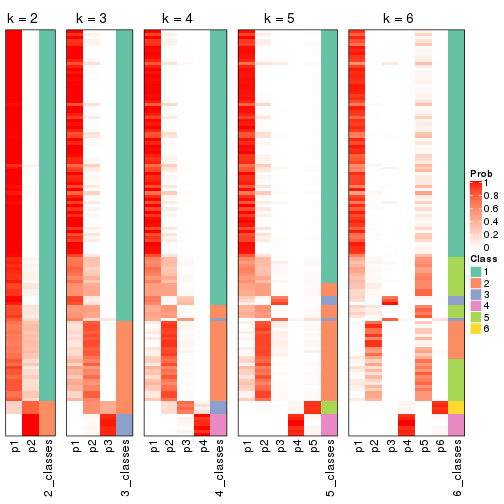 k = 2
k = 3
k = 4
k = 5
k = 6
Prob
1
0.8
0.6
0.4
0.2
0
Class
1
2
3
4
5
6
p1
p2
2_classes
p1
p2
p3
3_classes
p1
p2
p3
p4
4_classes
p1
p2
p3
p4
p5
5_classes
p1
p2
p3
p4
p5
p6
6_classes